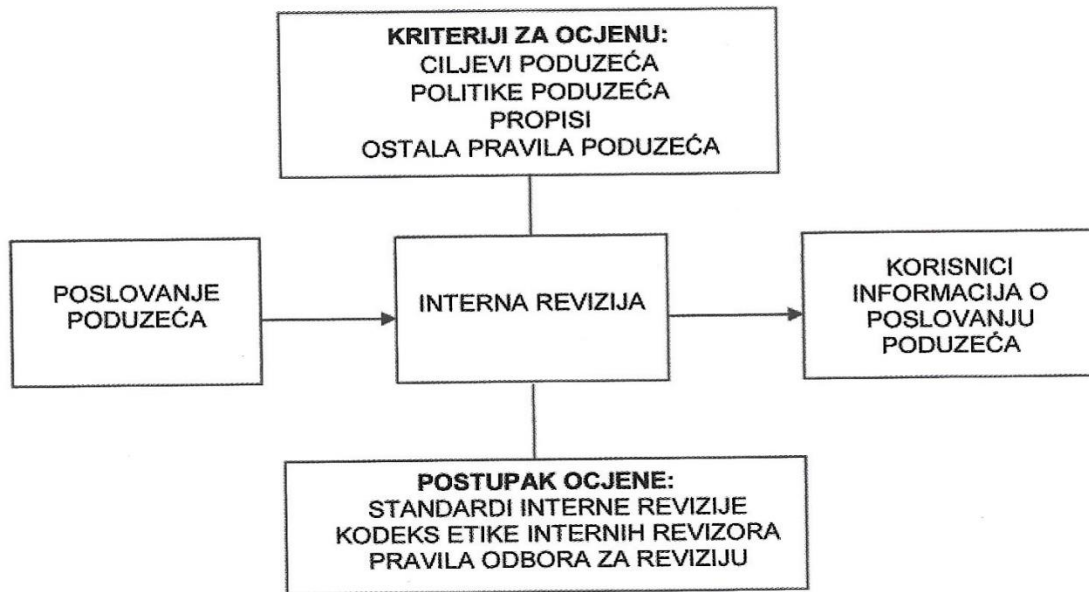 KRITERIJI ZA OCJENU:
CILJEVI PODUZEĆA
POLITIKE PODUZEĆA
PROPISI
OSTALA PRAVILA PODUZEĆA
POSLOVANJE
PODUZEĆA
INTERNA REVIZIJA
KORISNICI
INFORMACIJA O
POSLOVANJU
PODUZEĆA
POSTUPAK OCJENE:
STANDARDI INTERNE REVIZIJE
KODEKS ETIKE INTERNIH REVIZORA
PRAVILA ODBORA ZA REVIZIJU